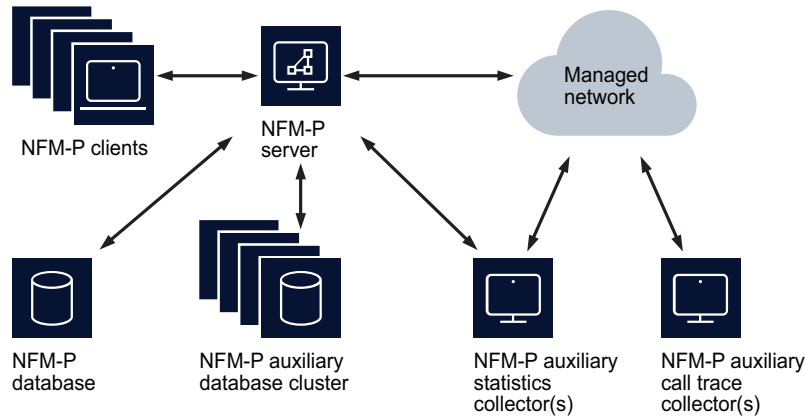 Managed
network
NFM-P clients
NFM-P
server
NFM-P
database
NFM-P auxiliary
database cluster
NFM-P auxiliary
statistics
collector(s)
NFM-P auxiliary
call trace
collector(s)